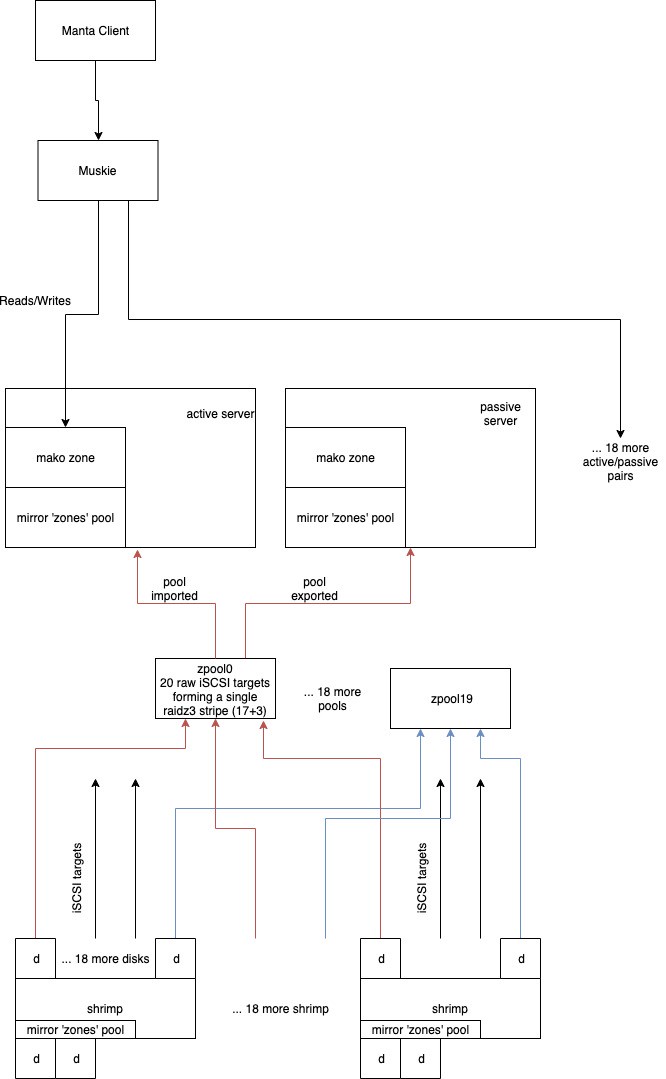 Manta Client
Muskie
Reads/Writes
active server
passive
server
mako zone
mako zone
mirror 'zones' pool
mirror 'zones' pool
... 18 more
active/passive
pairs
pool
imported
pool
exported
zpool0
20 raw iSCSI targets
forming a single
raidz3 stripe (17+3)
... 18 more
pools
zpool19
iSCSI targets
iSCSI targets
d
... 18 more disks
d
d
d
shrimp
... 18 more shrimp
shrimp
mirror 'zones' pool
mirror 'zones' pool
d
d
d
d